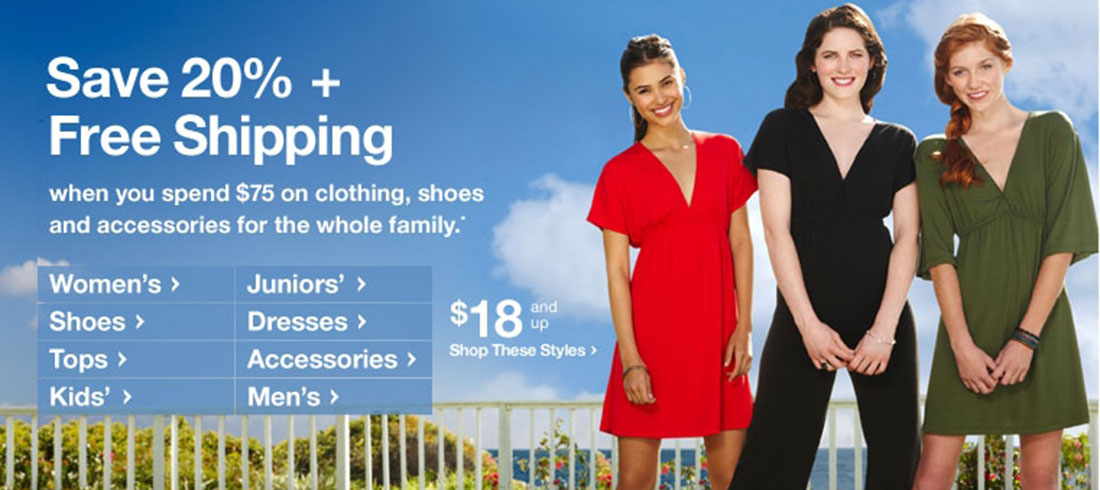 Save 20% +
Free Shipping
when you spend $75 on clothing, shoes
and accessories for the whole family.*
Women's >
Juniors' >
Shoes >
Dresses >
Tops >
Accessories >
Kids' >
Men's >
$18 and up
Shop These Styles >